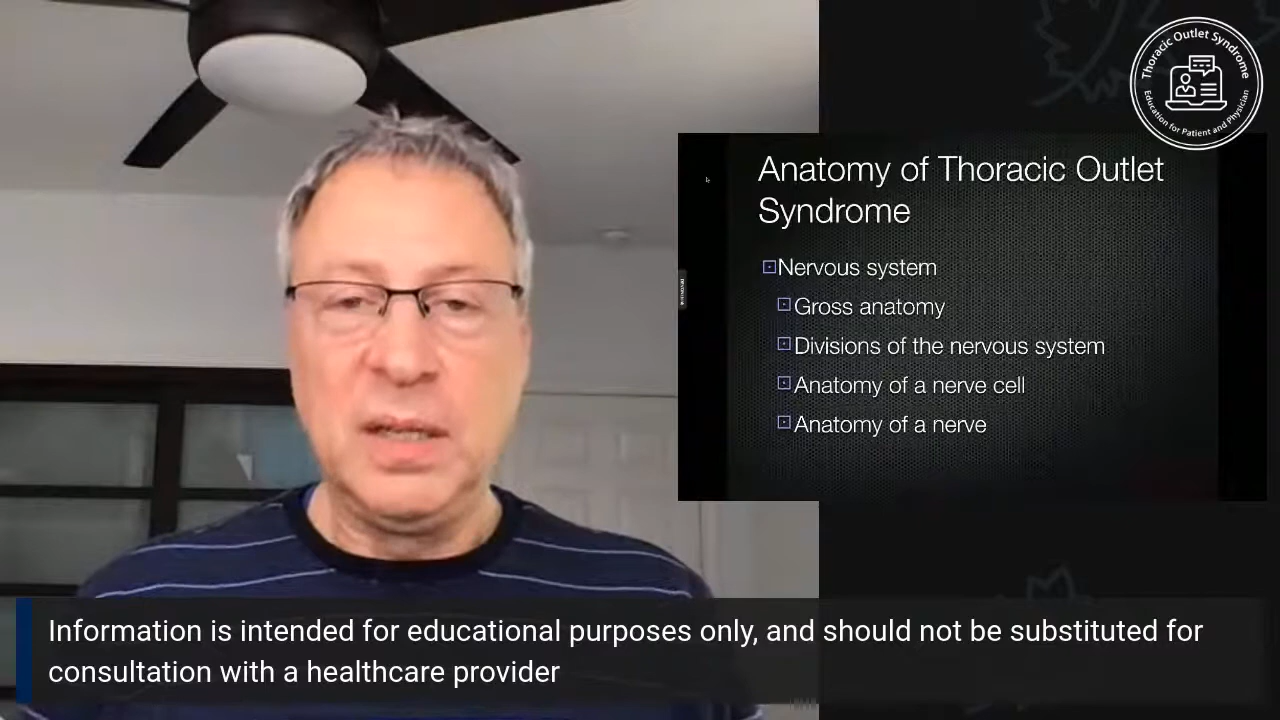 Thoracic Outlet Syndrome
Education for Patient and Physician
Anatomy of Thoracic Outlet
Syndrome
Nervous system
Gross anatomy
Divisions of the nervous system
Anatomy of a nerve cell
Anatomy of a nerve
Information is intended for educational purposes only, and should not be substituted for
consultation with a healthcare provider